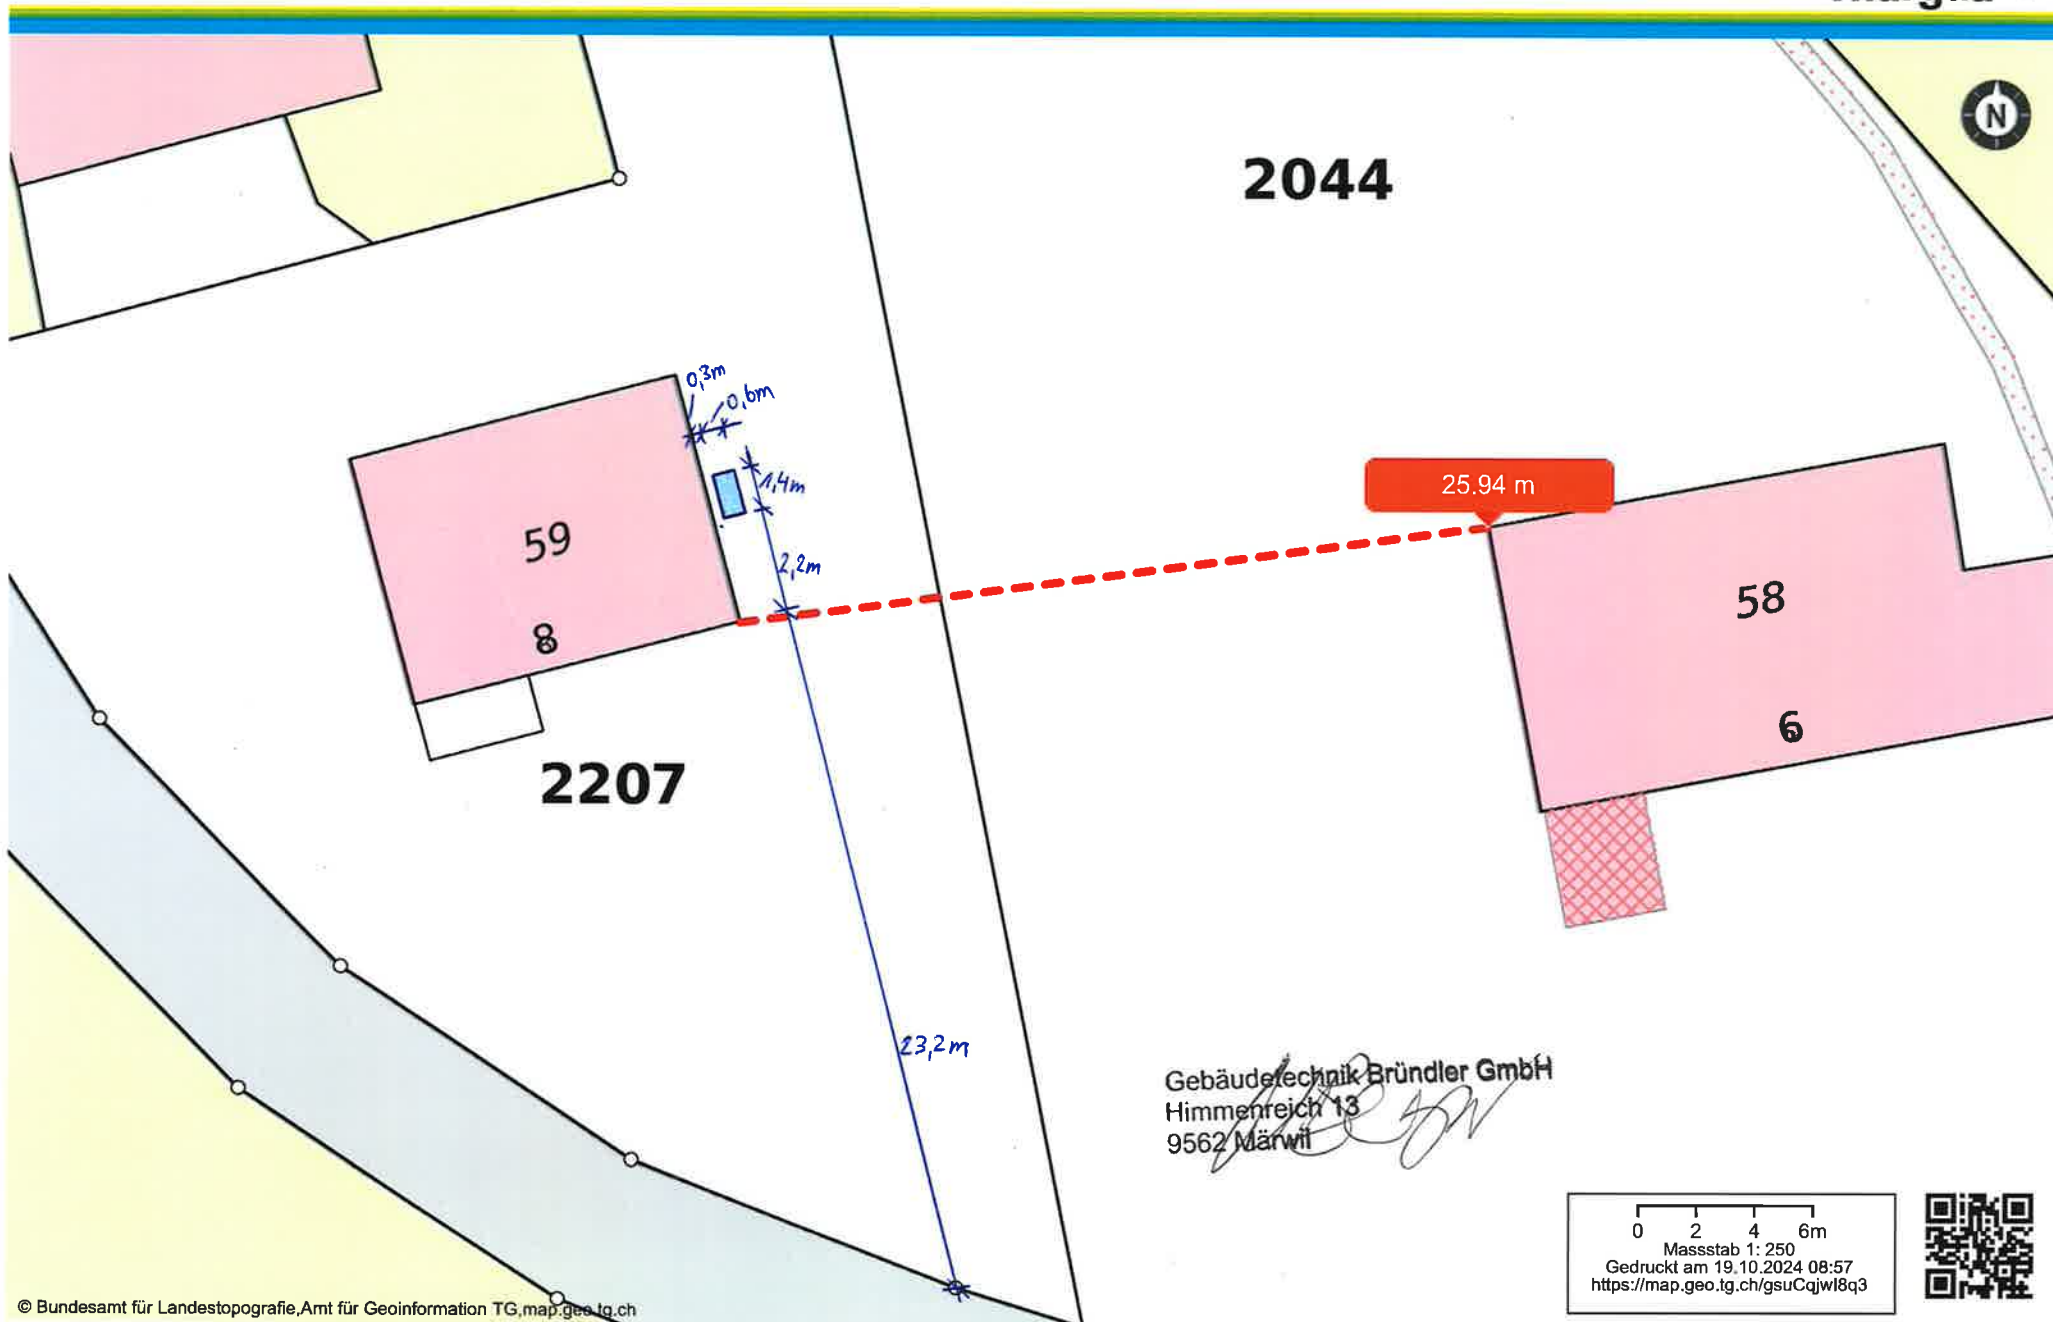 2044
0,3m
0,6m
1,4m
25.94 m
59
2,2m
58
8
6
2207
23,2m
Gebäudetechnik Bründler GmbH
Himmenreich 13
9562 Märwil
0 2 4 6m
Massstab 1: 250
Gedruckt am 19.10.2024 08:57
https://map.geo.tg.ch/gsuCqjwl8q3
N
© Bundesamt für Landestopografie,Amt für Geoinformation TG,map.geo.tg.ch